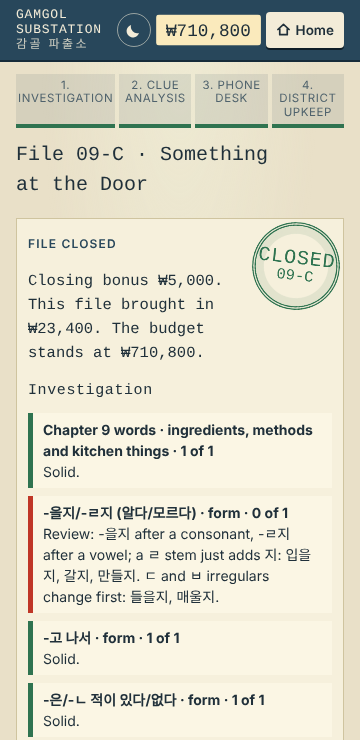 GAMGOL
SUBSTATION
감골 파출소
₩710,800
Home
1.
INVESTIGATION
2. CLUE
ANALYSIS
3. PHONE
DESK
4.
DISTRICT
UPKEEP
File 09-C · Something
at the Door
FILE CLOSED
CLOSED
09-C
Closing bonus ₩5,000.
This file brought in
₩23,400. The budget
stands at ₩710,800.
Investigation
Chapter 9 words · ingredients, methods
and kitchen things · 1 of 1
Solid.
-을지/-ㄹ지 (알다/모르다) · form · 0 of 1
Review: -을지 after a consonant, -ㄹ지
after a vowel; a ㄹ stem just adds 지: 입을
지, 갈지, 만들지. ㄷ and ㅂ irregulars
change first: 들을지, 매울지.
-고 나서 · form · 1 of 1
Solid.
-은/-ㄴ 적이 있다/없다 · form · 1 of 1
Solid.